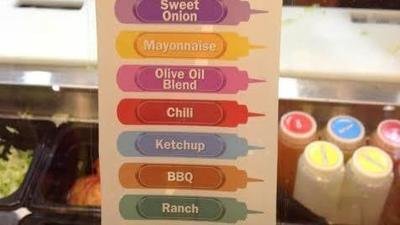 Sweet
Onion
Mayonnaise
Olive Oil
Blend
Chili
Ketchup
BBQ
Ranch